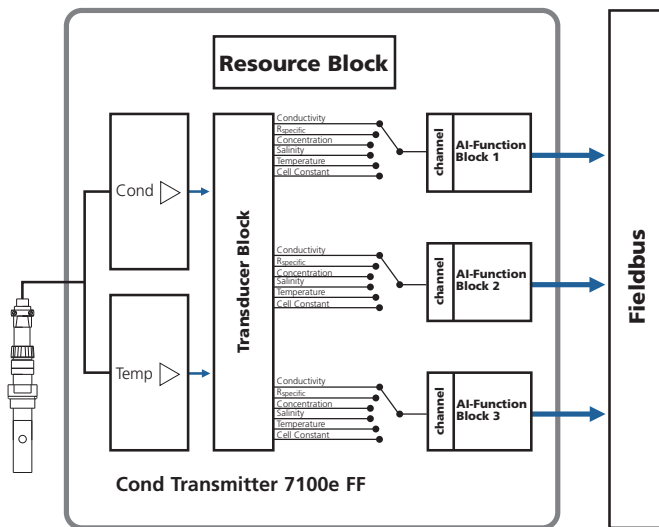 Resource Block
Cond
Temp
Transducer Block
Conductivity
Rspecific
Concentration
Salinity
Temperature
Cell Constant
channel
AI-Function
Block 1
Conductivity
Rspecific
Concentration
Salinity
Temperature
Cell Constant
channel
AI-Function
Block 2
Conductivity
Rspecific
Concentration
Salinity
Temperature
Cell Constant
channel
AI-Function
Block 3
Fieldbus
Cond Transmitter 7100e FF